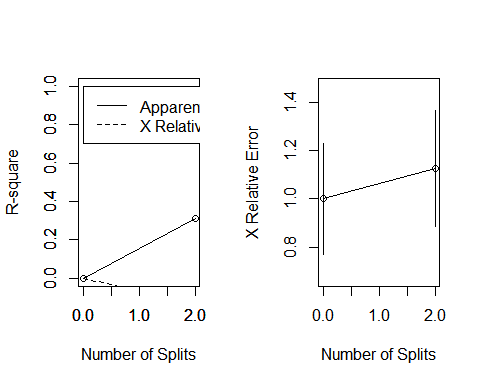 R-square
0.0 0.2 0.4 0.6 0.8 1.0
Apparen
X Relativ
0.0 1.0 2.0
Number of Splits
X Relative Error
0.8 1.0 1.2 1.4
0.0 1.0 2.0
Number of Splits